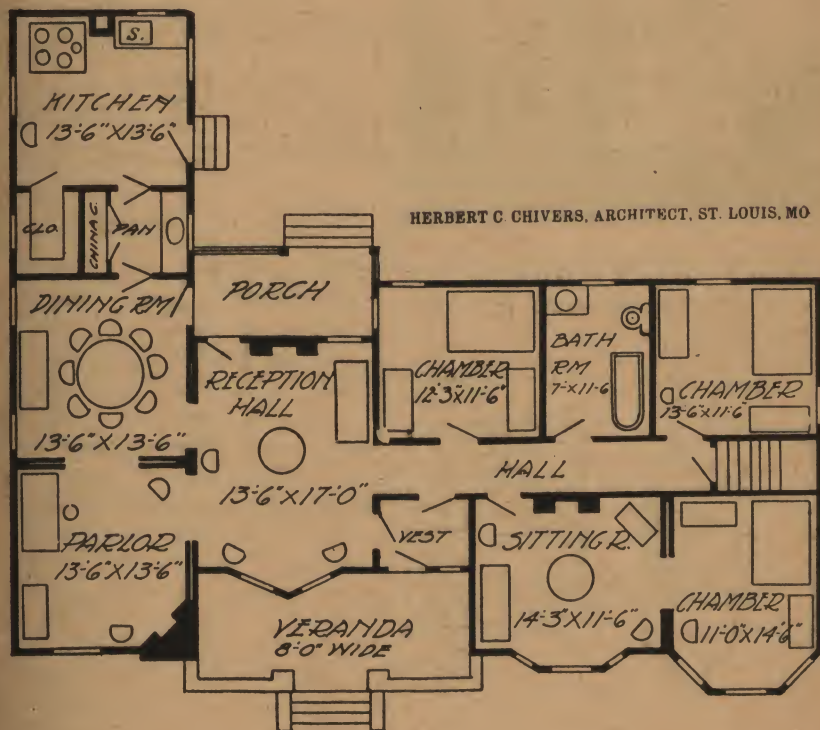 S.
KITCHEN
13'-6"X13'-6"
HERBERT C. CHIVERS, ARCHITECT, ST. LOUIS, MO
CLO.
CHINA C.
PAN
DINING RM
13'-6"X13'-6"
PORCH
RECEPTION
HALL
13'-6"X17'-0"
CHAMBER
12'-3"X11'-6"
BATH
RM
7'-X11-6
CHAMBER
13'-6"X11'-6"
HALL
PARLOR
13'-6"X13'-6"
VEST
SITTING R.
14'-3"X11'-6"
CHAMBER
11'-0"X14'-6"
VERANDA
8'-0" WIDE